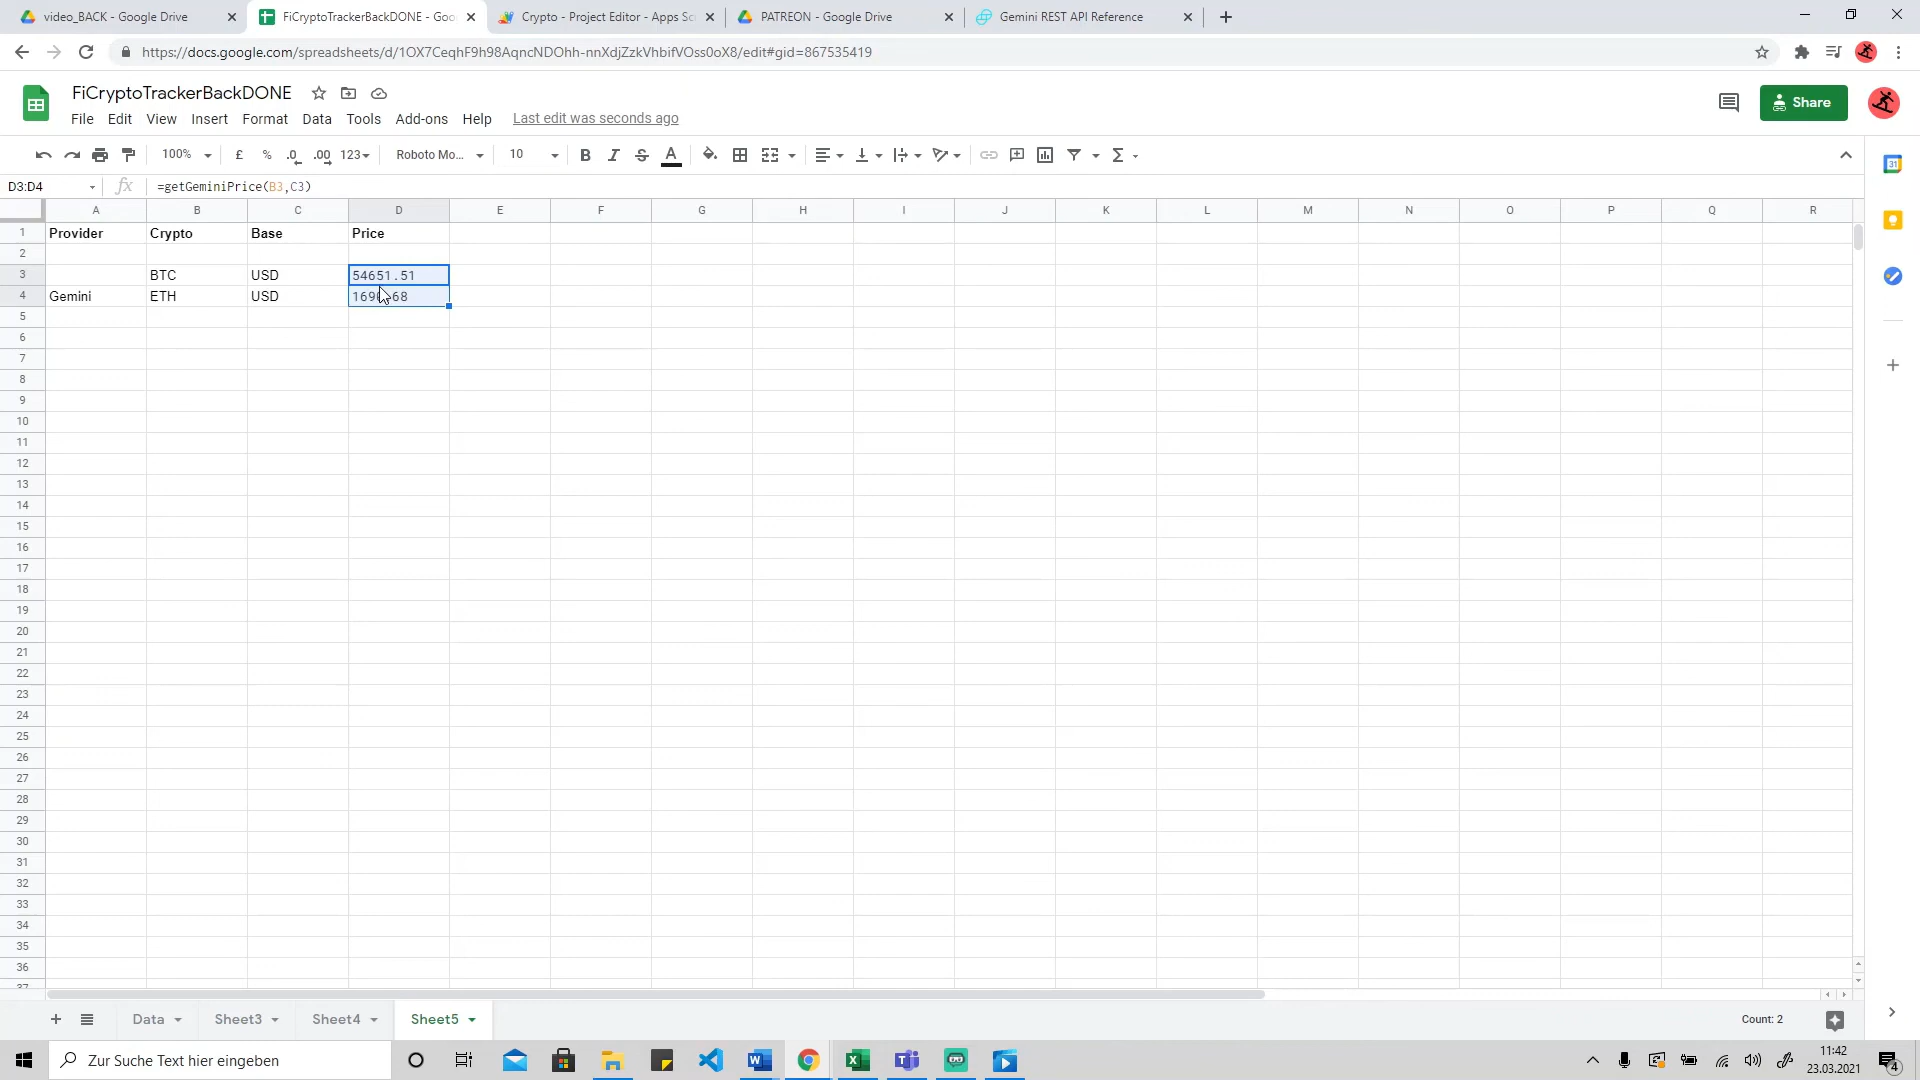 video_BACK - Google Drive
FiCryptoTrackerBackDONE - Goo
Crypto - Project Editor - Apps Sc
PATREON - Google Drive
Gemini REST API Reference
https://docs.google.com/spreadsheets/d/1OX7CeqhF9h98AqncNDOhh-nnXdjZzkVhbifVOss0oX8/edit#gid=867535419
FiCryptoTrackerBackDONE
File Edit View Insert Format Data Tools Add-ons Help Last edit was seconds ago
Share
100% £ % .0 .00 123 Roboto Mo... 10 B I S A
D3:D4 fx =getGeminiPrice(B3,C3)
A B C D E F G H I J K L M N O P Q R
1 Provider Crypto Base Price
2
3 BTC USD 54651.51
4 Gemini ETH USD
5
6
7
8
9
10
11
12
13
14
15
16
17
18
19
20
21
22
23
24
25
26
27
28
29
30
31
32
33
34
35
36
37
Data Sheet3 Sheet4 Sheet5 Count: 2
Zur Suche Text hier eingeben
11:42
23.03.2021
4
31